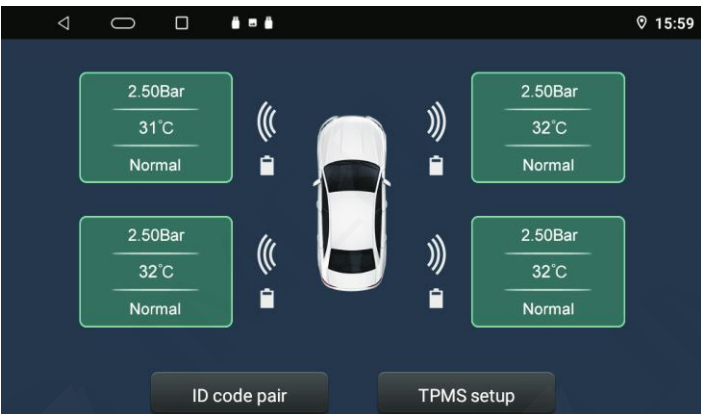 15:59
2.50Bar
31°C
Normal
2.50Bar
32°C
Normal
2.50Bar
32°C
Normal
2.50Bar
32°C
Normal
ID code pair
TPMS setup